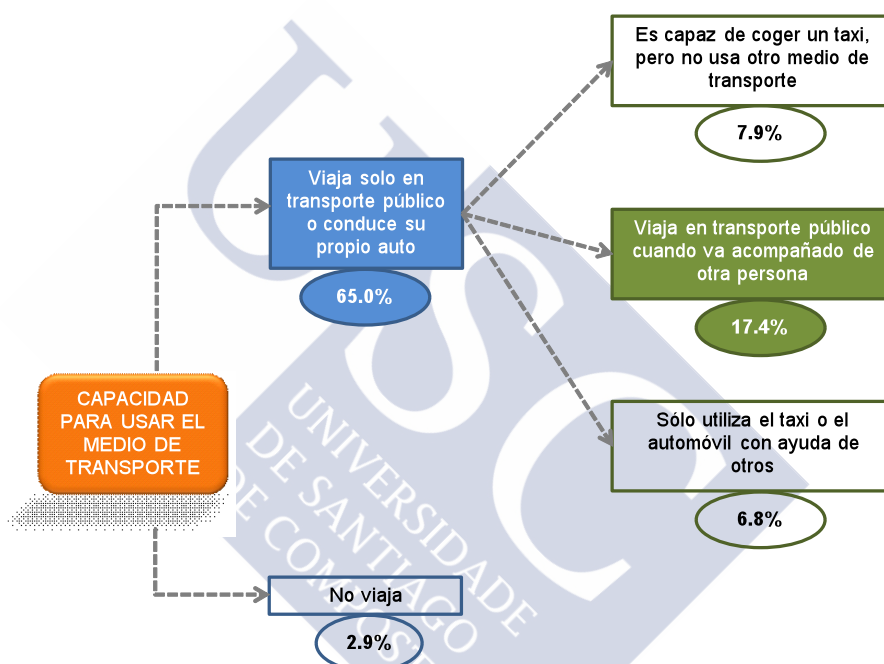 Es capaz de coger un taxi,
pero no usa otro medio de
transporte
7.9%
Viaja solo en
transporte público
o conduce su
propio auto
65.0%
Viaja en transporte público
cuando va acompañado de
otra persona
17.4%
CAPACIDAD
PARA USAR EL
MEDIO DE
TRANSPORTE
Sólo utiliza el taxi o el
automóvil con ayuda de
otros
6.8%
No viaja
2.9%
USC
UNIVERSIDADE
DE SANTIAGO
DE COMPOSTELA